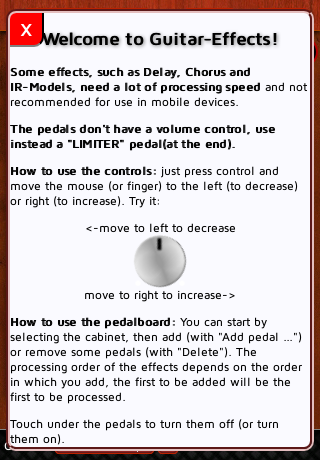 X
Welcome to Guitar-Effects!
Some effects, such as Delay, Chorus and
IR-Models, need a lot of processing speed and not
recommended for use in mobile devices.
The pedals don't have a volume control, use
instead a "LIMITER" pedal(at the end).
How to use the controls: just press control and
move the mouse (or finger) to the left (to decrease)
or right (to increase). Try it:
<-move to left to decrease
move to right to increase->
How to use the pedalboard: You can start by
selecting the cabinet, then add (with "Add pedal ...")
or remove some pedals (with "Delete"). The
processing order of the effects depends on the order
in which you add, the first to be added will be the
first to be processed.
Touch under the pedals to turn them off (or turn
them on).